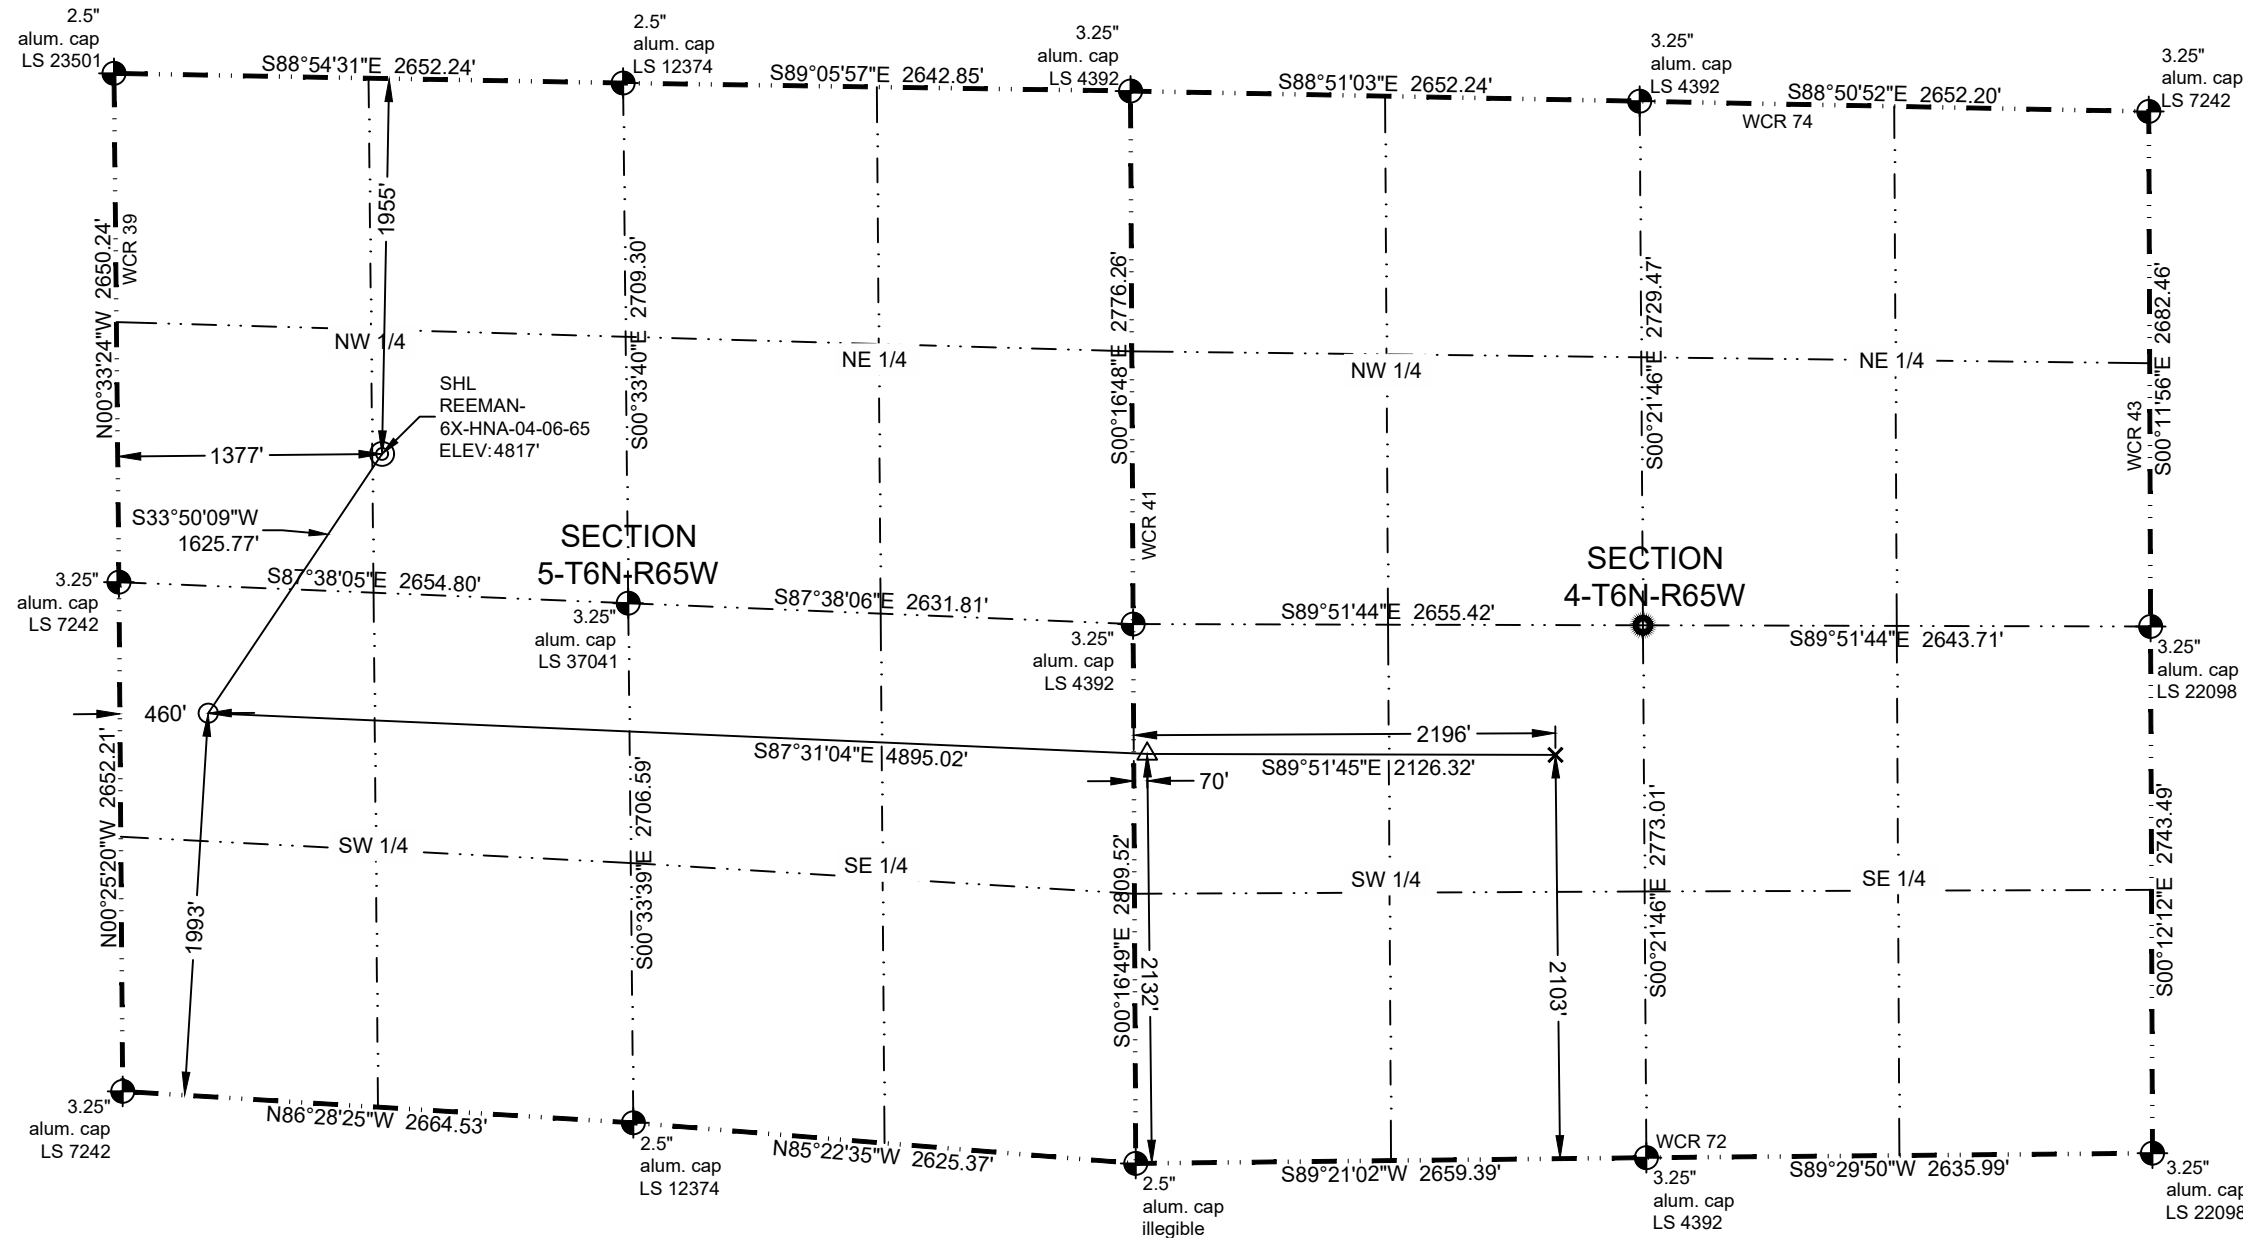 2.5"
alum. cap
LS 23501
S88°54'31"E 2652.24'
2.5"
alum. cap
LS 12374
S89°05'57"E 2642.85'
3.25"
alum. cap
LS 4392
S88°51'03"E 2652.24'
3.25"
alum. cap
LS 4392
S88°50'52"E 2652.20'
WCR 74
3.25"
alum. cap
LS 7242
N00°33'24"W 2650.24'
WCR 39
1955'
S00°33'40"E 2709.30'
S00°16'48"E 2776.26'
S00°21'46"E 2729.47'
S00°11'56"E 2682.46'
NW 1/4
NE 1/4
NW 1/4
NE 1/4
SHL
REEMAN-
6X-HNA-04-06-65
ELEV:4817'
1377'
WCR 41
WCR 43
S33°50'09"W
1625.77'
SECTION
5-T6N-R65W
SECTION
4-T6N-R65W
3.25"
alum. cap
LS 7242
S87°38'05"E 2654.80'
3.25"
alum. cap
LS 37041
S87°38'06"E 2631.81'
3.25"
alum. cap
LS 4392
S89°51'44"E 2655.42'
S89°51'44"E 2643.71'
3.25"
alum. cap
LS 22098
460'
S87°31'04"E 4895.02'
2196'
S89°51'45"E 2126.32'
70'
N00°25'20"W 2652.21'
1993'
S00°33'39"E 2706.59'
S00°16'49"E 2809.52'
2132'
2103'
S00°21'46"E 2773.01'
S00°12'12"E 2743.49'
SW 1/4
SE 1/4
SW 1/4
SE 1/4
3.25"
alum. cap
LS 7242
N86°28'25"W 2664.53'
2.5"
alum. cap
LS 12374
N85°22'35"W 2625.37'
2.5"
alum. cap
illegible
S89°21'02"W 2659.39'
WCR 72
3.25"
alum. cap
LS 4392
S89°29'50"W 2635.99'
3.25"
alum. cap
LS 22098